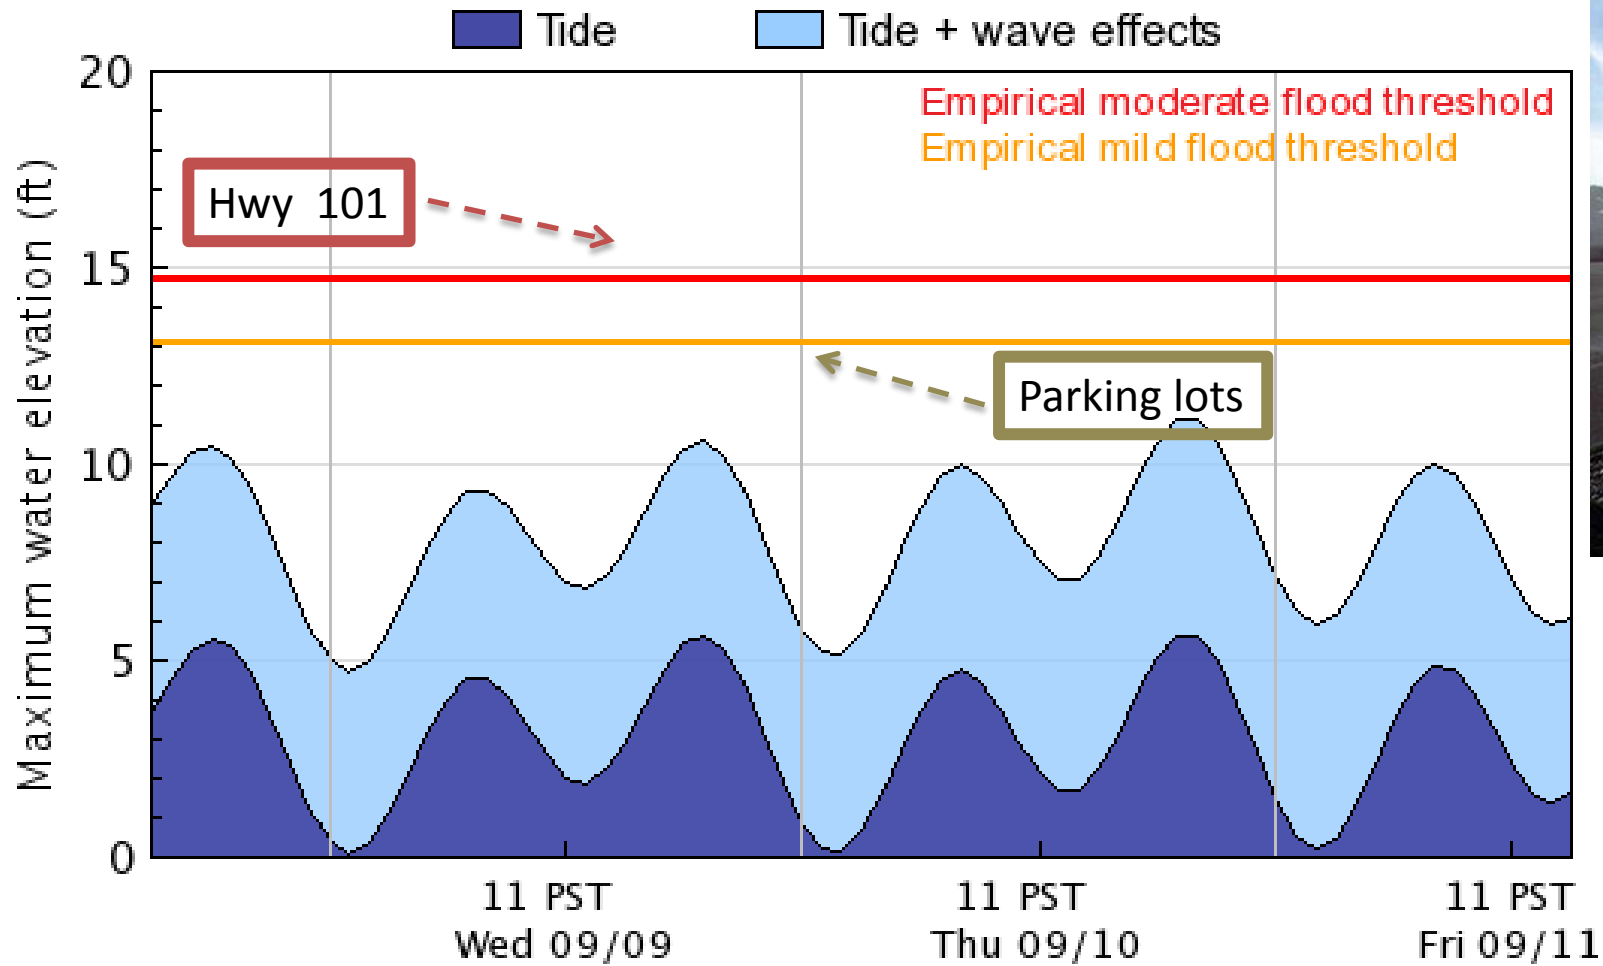 Tide
Tide + wave effects
20
Empirical moderate flood threshold
Empirical mild flood threshold
Hwy 101
15
Parking lots
10
5
0
Maximum water elevation (ft)
11 PST
Wed 09/09
11 PST
Thu 09/10
11 PST
Fri 09/11